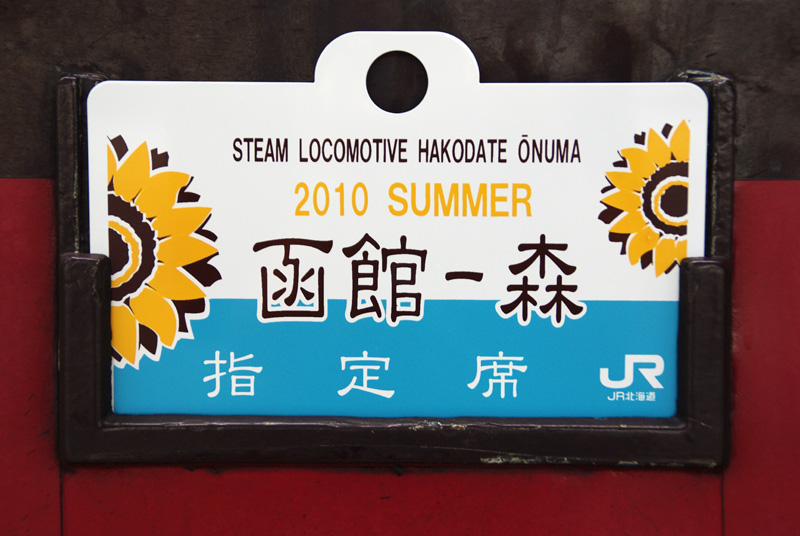 STEAM LOCOMOTIVE HAKODATE ŌNUMA
2010 SUMMER
函館－森
指定席
JR
JR北海道